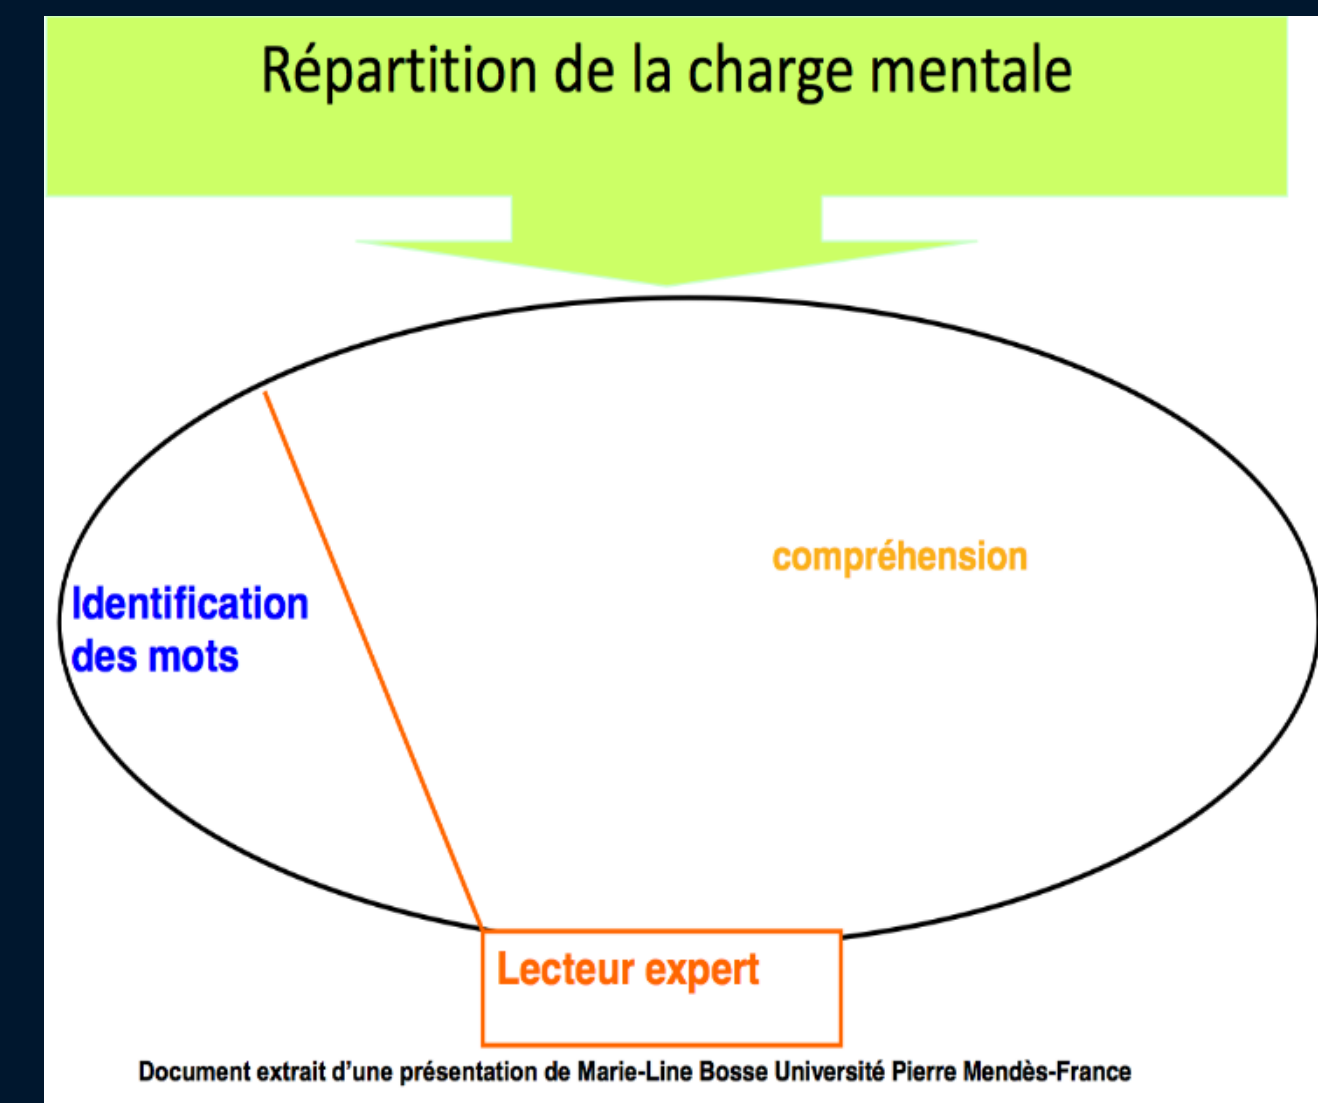 Répartition de la charge mentale
compréhension
Identification
des mots
Lecteur expert
Document extrait d'une présentation de Marie-Line Bosse Université Pierre Mendès-France